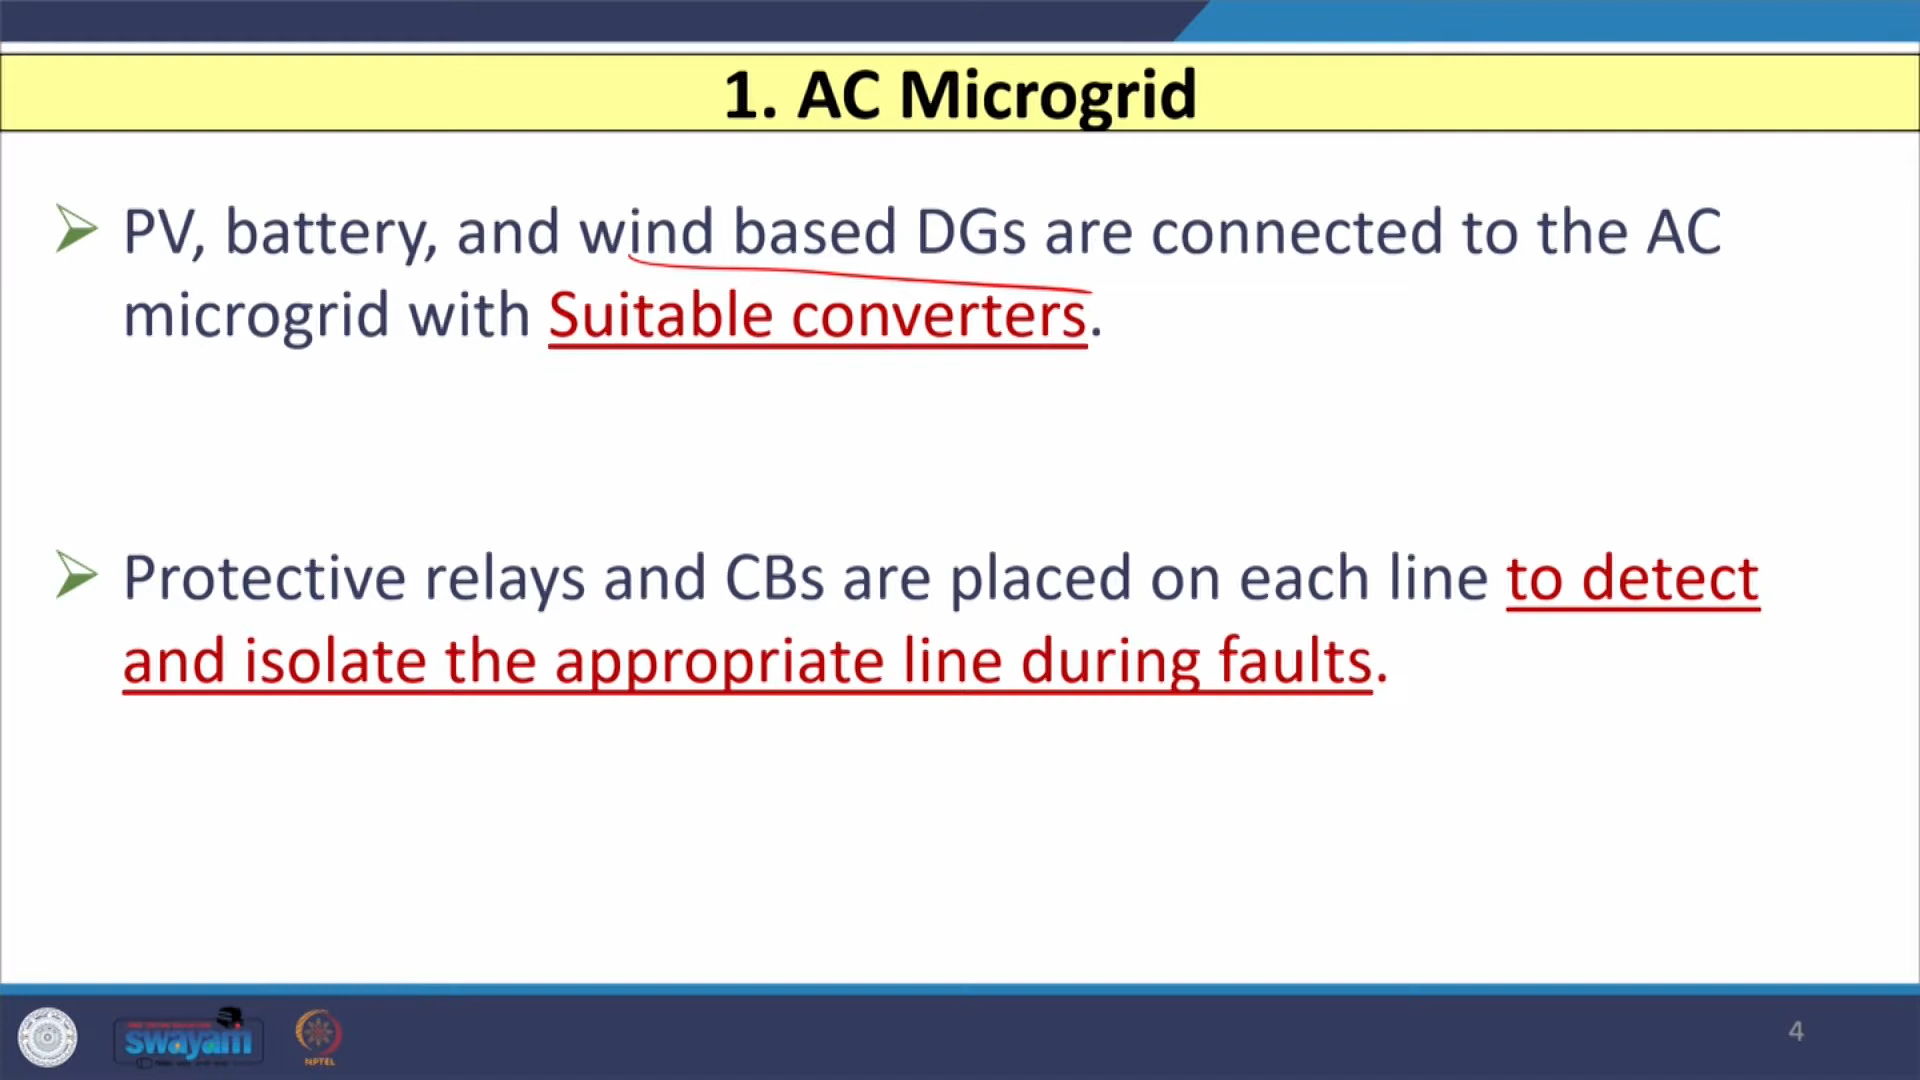 1. AC Microgrid
PV, battery, and wind based DGs are connected to the AC
microgrid with Suitable converters.
Protective relays and CBs are placed on each line to detect
and isolate the appropriate line during faults.
swayam
NPTEL
4